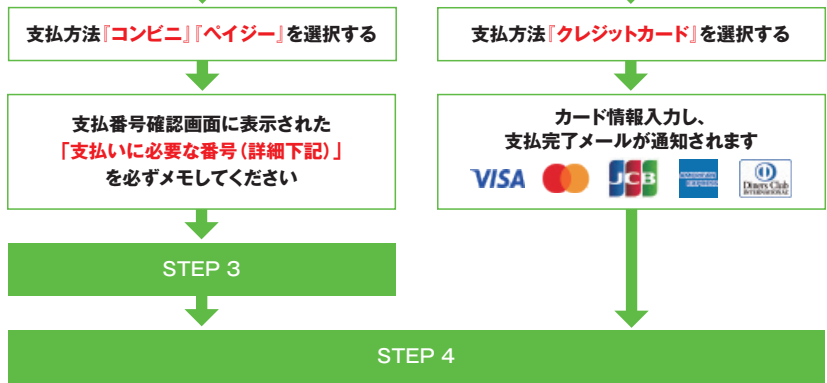 支払方法『コンビニ』『ペイジー』を選択する
支払番号確認画面に表示された
「支払いに必要な番号（詳細下記）」
を必ずメモしてください
STEP 3
支払方法『クレジットカード』を選択する
カード情報入力し、
支払完了メールが通知されます
VISA
JCB
AMERICAN EXPRESS
Diners Club
INTERNATIONAL
STEP 4